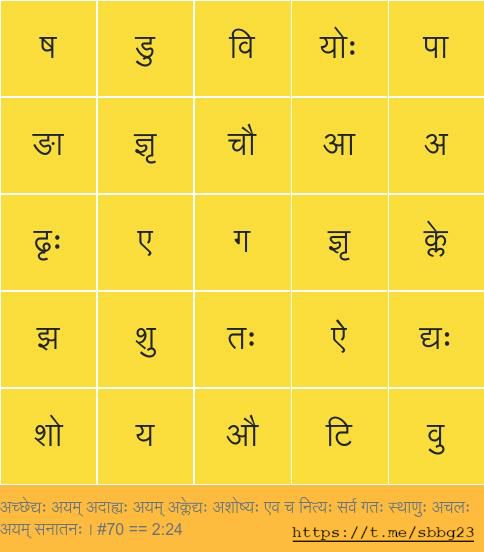 ष डु वि योः पा
ङा ज्ञृ चौ आ अ
ढृः ए ग ज्ञृ क्ले
झ शु तः ऐ द्यः
शो य औ टि वु
अच्छेद्यः अयम् अदाह्यः अयम् अक्लेद्यः अशोष्यः एव च नित्यः सर्व गतः स्थाणुः अचलः
अयम् सनातनः । #70 == 2:24
https://t.me/sbbg23